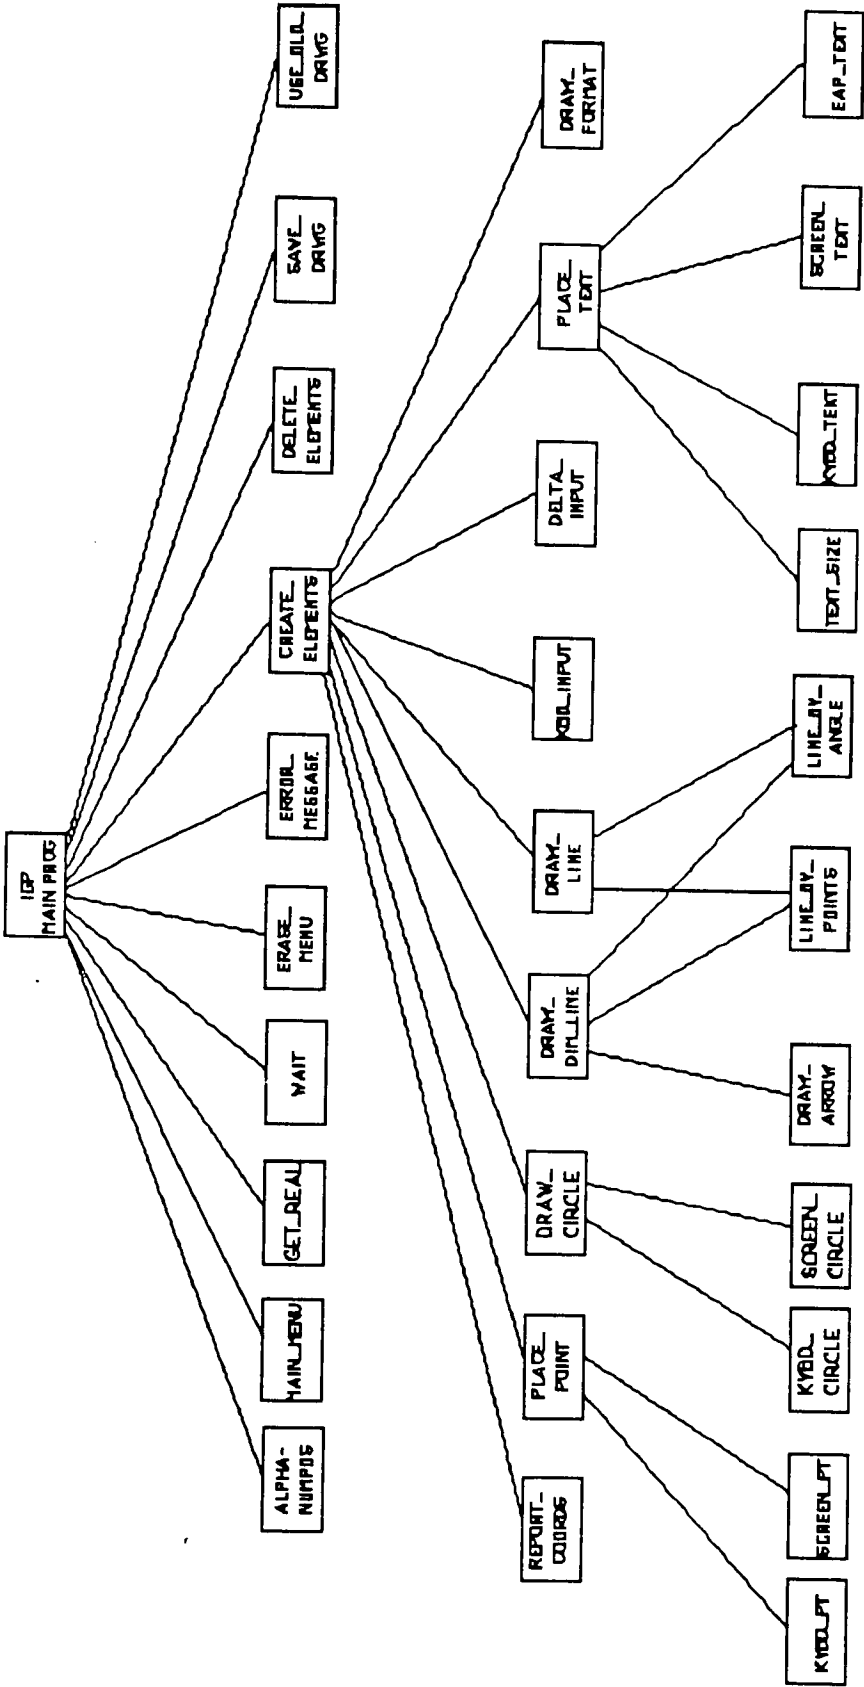 IGP
MAIN PROG
ALPHA-
NUMPOS
MAIN_MENU
GET_REAL
WAIT
ERASE_
MENU
ERROR_
MESSAGE
CREATE_
ELEMENTS
DELETE_
ELEMENTS
SAVE_
DRWG
USE_OLD_
DRWG
REPORT_
COORDS
PLACE_
POINT
DRAW_
CIRCLE
DRAW_
DIM_LINE
DRAW_
LINE
KBD_INPUT
DELTA_
INPUT
PLACE_
TEXT
DRAW_
FORMAT
KYBD_PT
SCREEN_PT
KYBD_
CIRCLE
SCREEN_
CIRCLE
DRAW_
ARROW
LINE_BY_
POINTS
LINE_BY_
ANGLE
TEXT_SIZE
KYBD_TEXT
SCREEN_
TEXT
EAP_TEXT